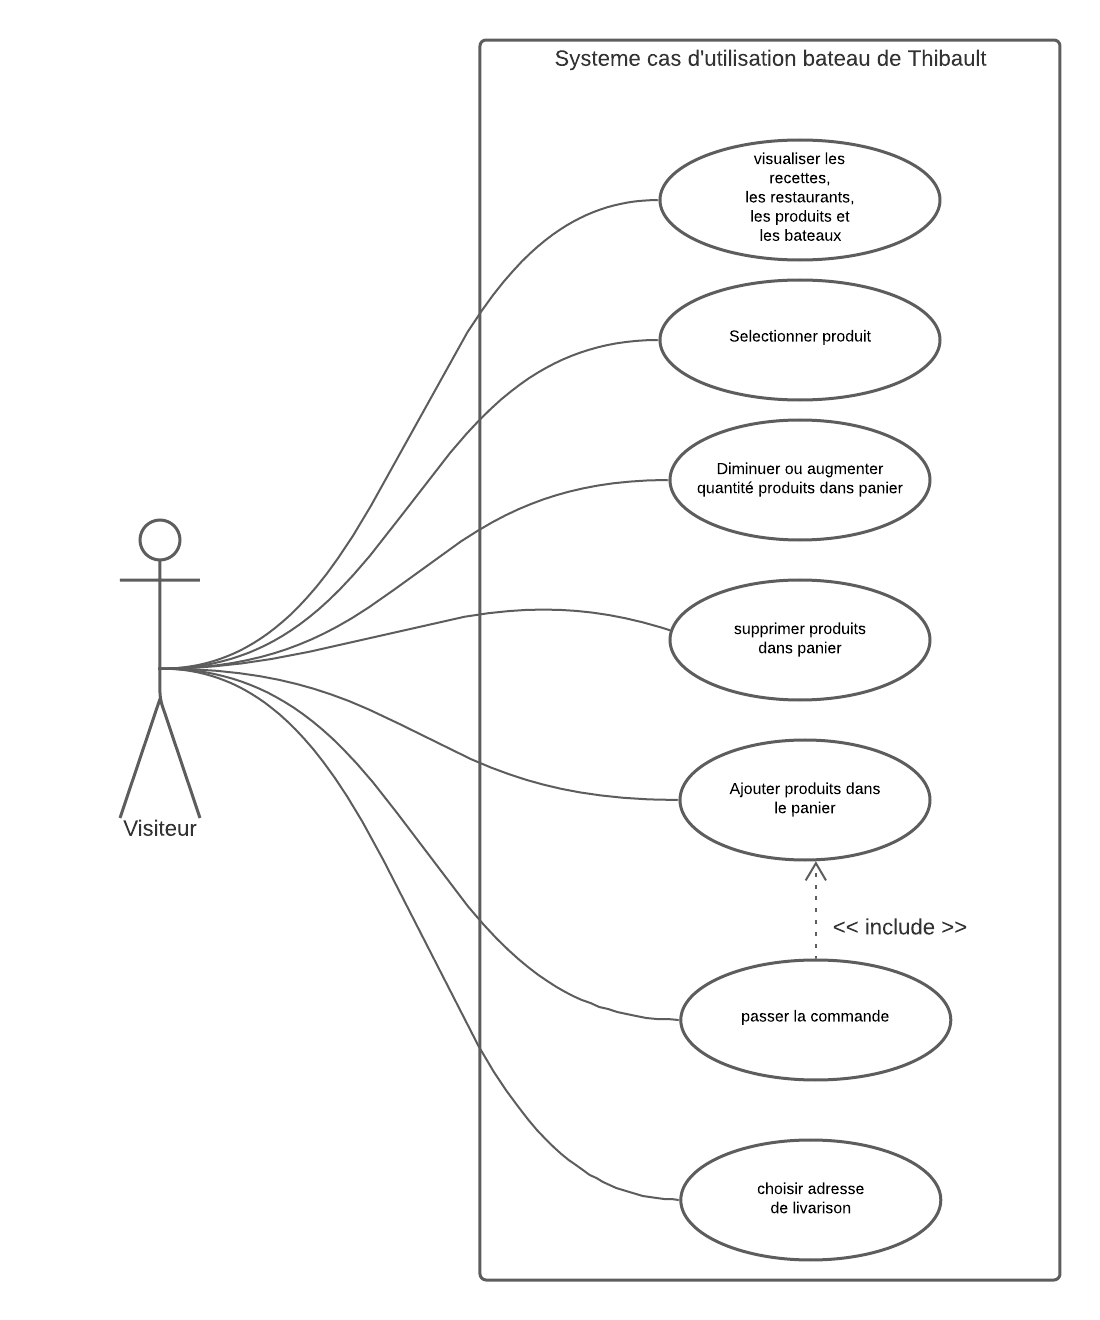 Systeme cas d'utilisation bateau de Thibault
visualiser les
recettes,
les restaurants,
les produits et
les bateaux
Selectionner produit
Diminuer ou augmenter
quantité produits dans panier
supprimer produits
dans panier
Ajouter produits dans
le panier
Visiteur
<< include >>
passer la commande
choisir adresse
de livarison